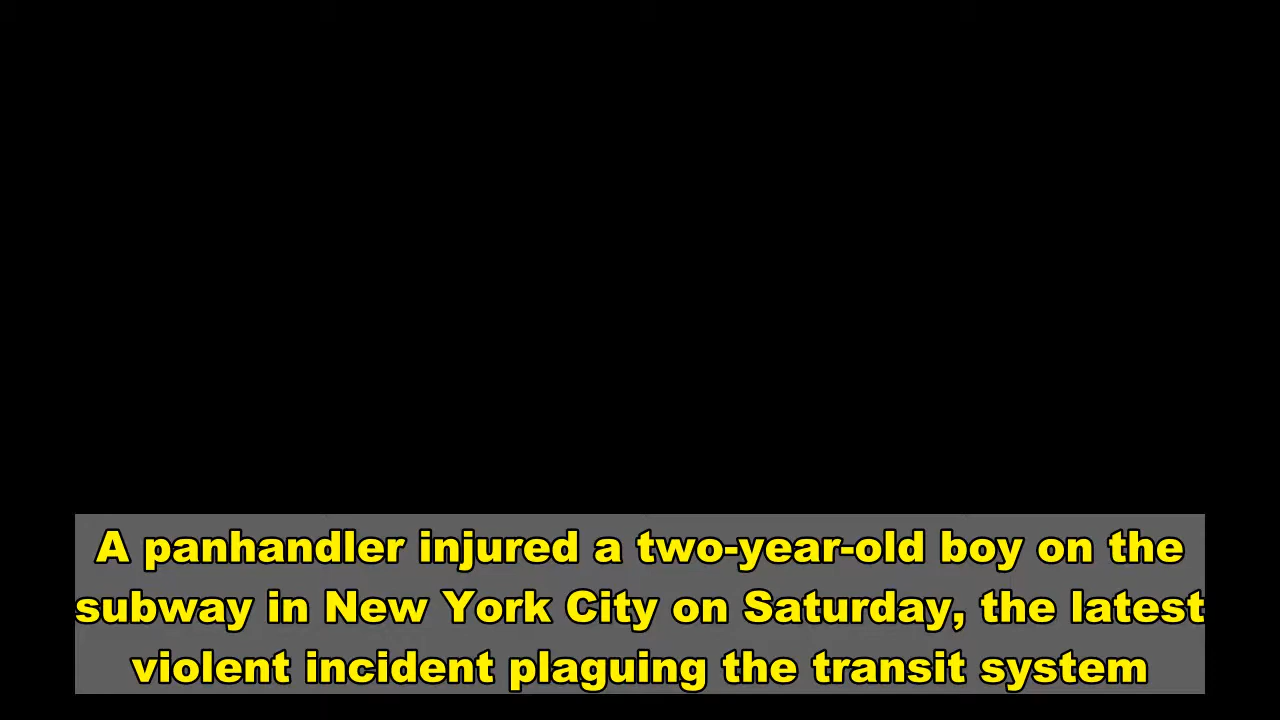 A panhandler injured a two-year-old boy on the
subway in New York City on Saturday, the latest
violent incident plaguing the transit system